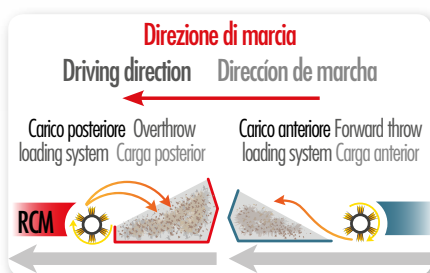 Direzione di marcia
Driving direction Direccíon de marcha
Carico posteriore Overthrow
loading system Carga posterior
Carico anteriore Forward throw
loading system Carga anterior
RCM